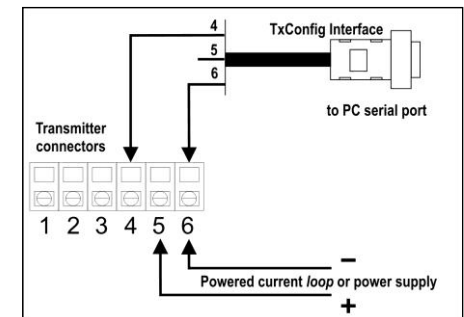 4
TxConfig Interface
5
6
to PC serial port
Transmitter
connectors
1 2 3 4 5 6
−
Powered current loop or power supply
+